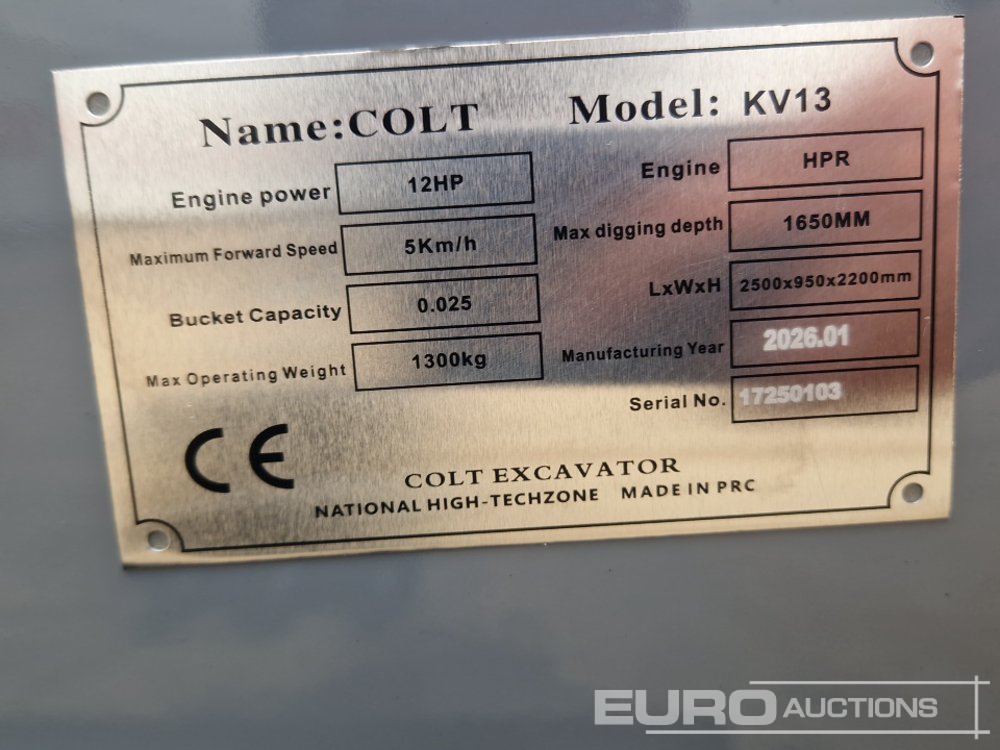 Name:COLT Model: KV13
Engine power 12HP Engine HPR
Maximum Forward Speed 5Km/h Max digging depth 1650MM
Bucket Capacity 0.025 LxWxH 2500x950x2200mm
Max Operating Weight 1300kg Manufacturing Year 2026.01
Serial No. 17250103
CE
COLT EXCAVATOR
NATIONAL HIGH-TECHZONE MADE IN PRC
EURO AUCTIONS